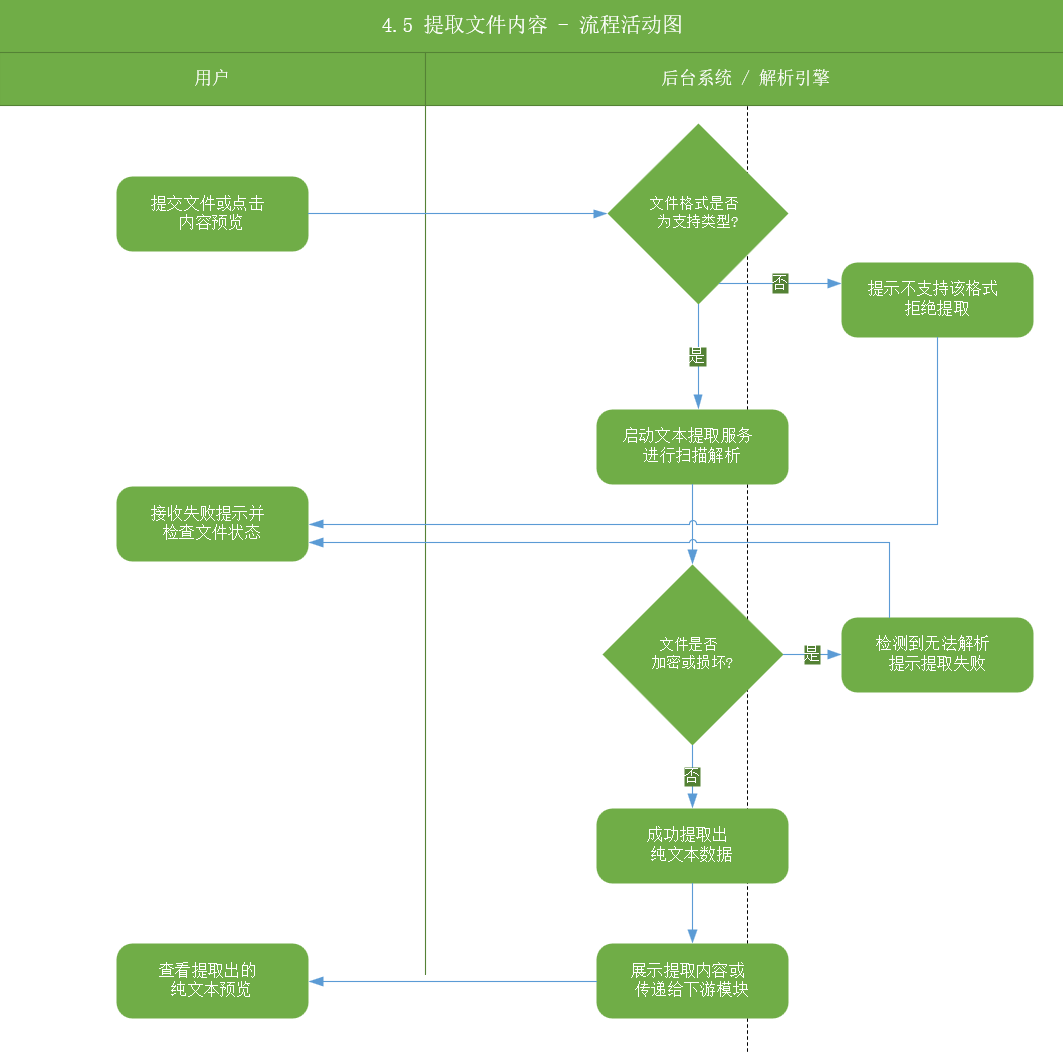 4.5 提取文件内容 - 流程活动图
用户
后台系统 / 解析引擎
提交文件或点击
内容预览
文件格式是否
为支持类型?
否
提示不支持该格式
拒绝提取
是
启动文本提取服务
进行扫描解析
接收失败提示并
检查文件状态
文件是否
加密或损坏?
是
检测到无法解析
提示提取失败
否
成功提取出
纯文本数据
查看提取出的
纯文本预览
展示提取内容或
传递给下游模块